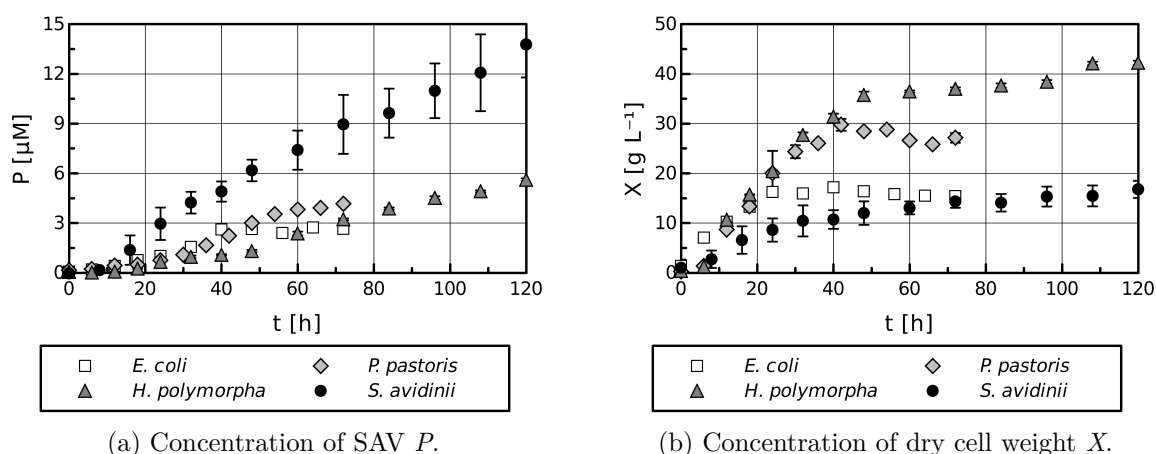 15
12
9
6
3
0
P [μM]
0 20 40 60 80 100 120
t [h]
E. coli P. pastoris
H. polymorpha S. avidinii
(a) Concentration of SAV P.
50
40
30
20
10
0
X [g L⁻¹]
0 20 40 60 80 100 120
t [h]
E. coli P. pastoris
H. polymorpha S. avidinii
(b) Concentration of dry cell weight X.